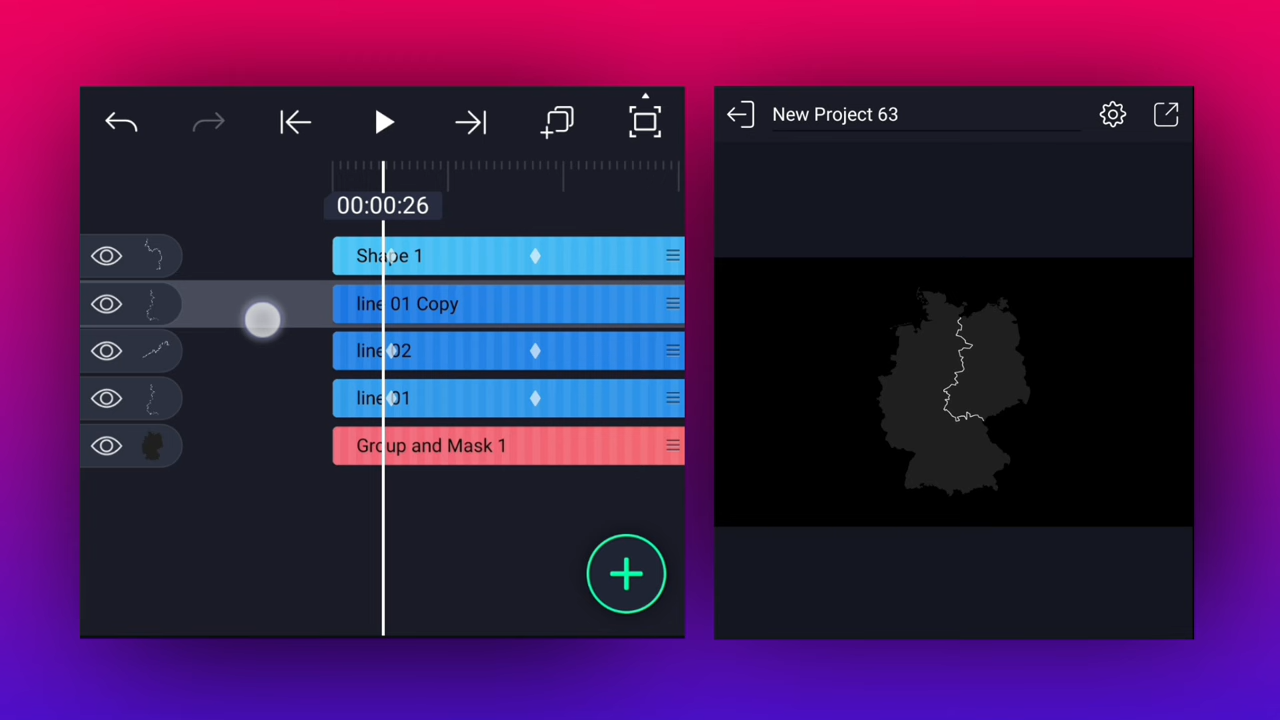 New Project 63
00:00:26
Shape 1
line 01 Copy
line 02
line 01
Group and Mask 1